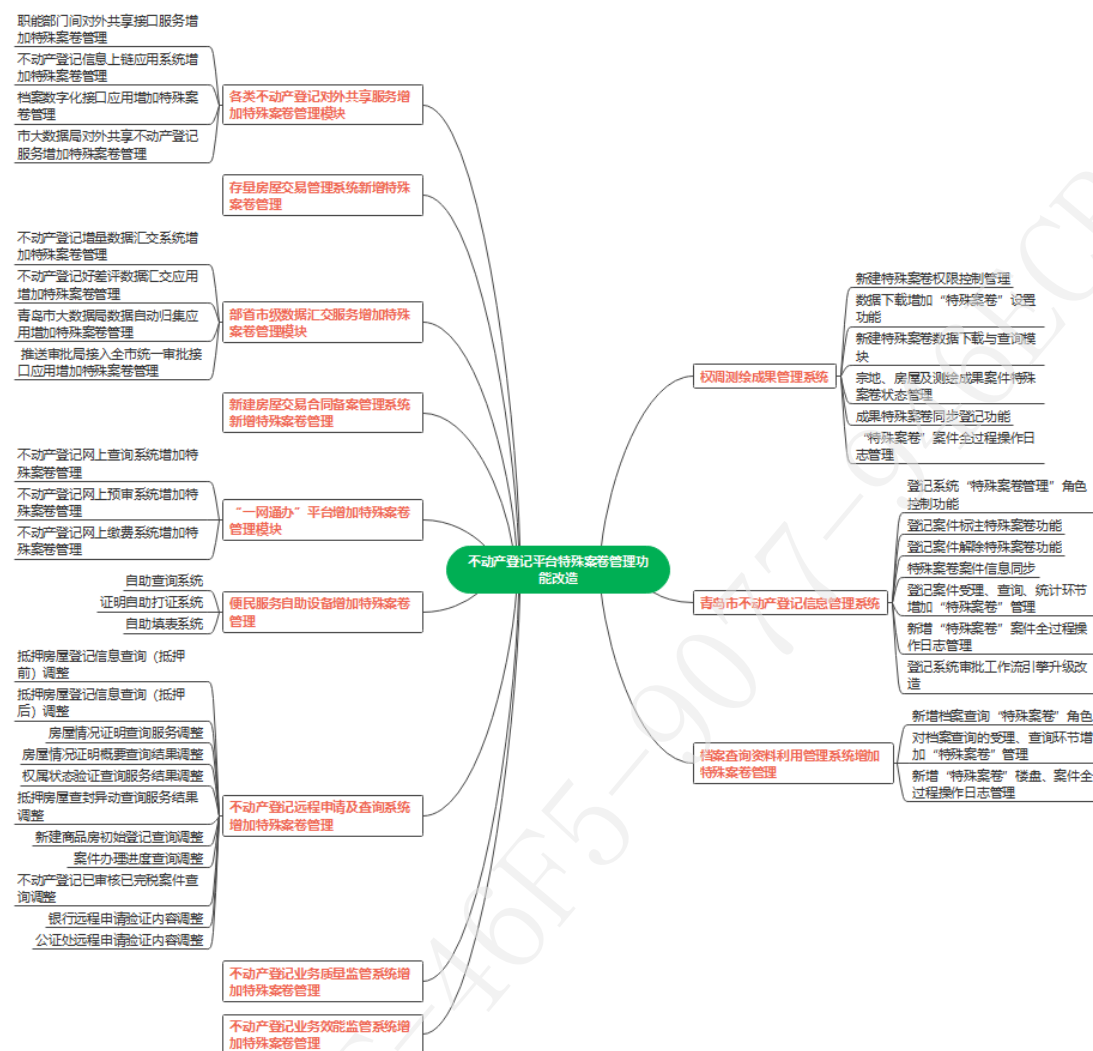 职能部门间对外共享接口服务增
加特殊案卷管理
不动产登记信息上链应用系统增
加特殊案卷管理
档案数字化接口应用增加特殊案
卷管理
市大数据局对外共享不动产登记
服务增加特殊案卷管理
各类不动产登记对外共享服务增
加特殊案卷管理模块
存量房屋交易管理系统新增特殊
案卷管理
不动产登记增量数据汇交系统增
加特殊案卷管理
不动产登记好差评数据汇交应用
增加特殊案卷管理
青岛市大数据局数据自动归集应
用增加特殊案卷管理
推送审批局接入全市统一审批接
口应用增加特殊案卷管理
部省市级数据汇交服务增加特殊
案卷管理模块
新建房屋交易合同备案管理系统
新增特殊案卷管理
不动产登记网上查询系统增加特
殊案卷管理
不动产登记网上预审系统增加特
殊案卷管理
不动产登记网上缴费系统增加特
殊案卷管理
“一网通办”平台增加特殊案卷
管理模块
自助查询系统
证明自助打证系统
自助填表系统
便民服务自助设备增加特殊案卷
管理
抵押房屋登记信息查询（抵押
前）调整
抵押房屋登记信息查询（抵押
后）调整
房屋情况证明查询服务调整
房屋情况证明概要查询结果调整
权属状态验证查询服务结果调整
抵押房屋查封异动查询服务结果
调整
新建商品房初始登记查询调整
案件办理进度查询调整
不动产登记已审核已完税案件查
询调整
银行远程申请验证内容调整
公证处远程申请验证内容调整
不动产登记远程申请及查询系统
增加特殊案卷管理
不动产登记业务质量监管系统增
加特殊案卷管理
不动产登记业务效能监管系统增
加特殊案卷管理
不动产登记平台特殊案卷管理功
能改造
权调测绘成果管理系统
新建特殊案卷权限控制管理
数据下载增加“特殊案卷”设置
功能
新建特殊案卷数据下载与查询模
块
宗地、房屋及测绘成果案件特殊
案卷状态管理
成果特殊案卷同步登记功能
“特殊案卷”案件全过程操作日
志管理
青岛市不动产登记信息管理系统
登记系统“特殊案卷管理”角色
控制功能
登记案件标注特殊案卷功能
登记案件解除特殊案卷功能
特殊案卷案件信息同步
登记案件受理、查询、统计环节
增加“特殊案卷”管理
新增“特殊案卷”案件全过程操
作日志管理
登记系统审批工作流引擎升级改
造
档案查询资料利用管理系统增加
特殊案卷管理
新增档案查询“特殊案卷”角色
对档案查询的受理、查询环节增
加“特殊案卷”管理
新增“特殊案卷”楼盘、案件全
过程操作日志管理
-46F5-9077-946ECB